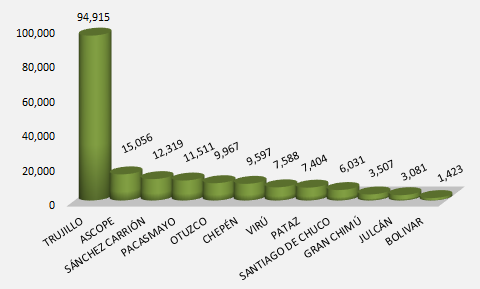 94,915
100,000
80,000
60,000
40,000
20,000
0
15,056
12,319
11,511
9,967
9,597
7,588
7,404
6,031
3,507
3,081
1,423
TRUJILLO
ASCOPE
SÁNCHEZ CARRIÓN
PACASMAYO
OTUZCO
CHEPÉN
VIRÚ
PATAZ
SANTIAGO DE CHUCO
GRAN CHIMÚ
JULCÁN
BOLIVAR